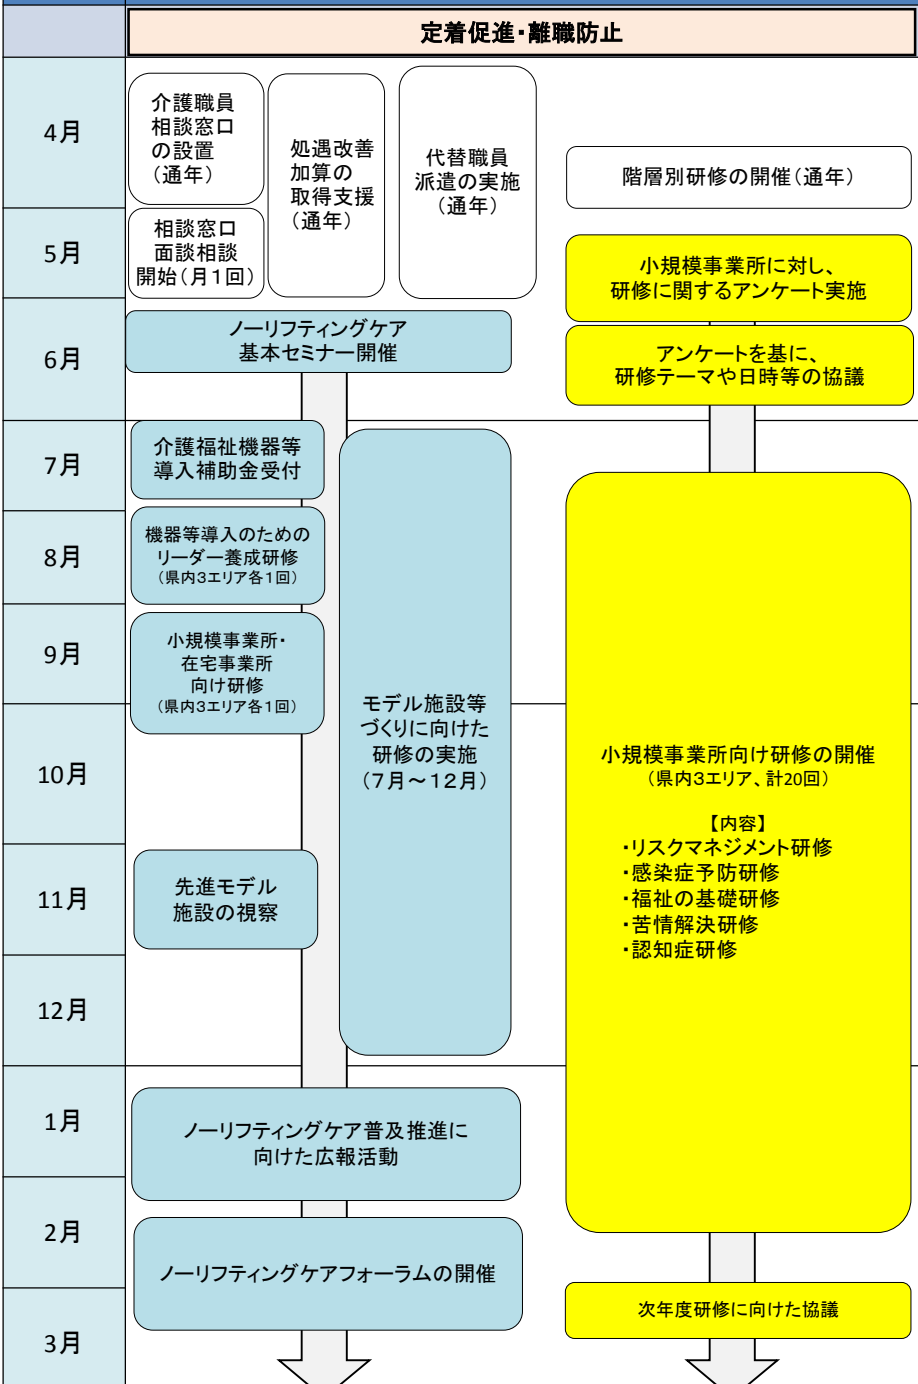 定着促進・離職防止
4月
介護職員
相談窓口
の設置
(通年)
処遇改善
加算の
取得支援
(通年)
代替職員
派遣の実施
(通年)
階層別研修の開催(通年)
5月
相談窓口
面談相談
開始(月1回)
小規模事業所に対し、
研修に関するアンケート実施
6月
ノーリフティングケア
基本セミナー開催
アンケートを基に、
研修テーマや日時等の協議
7月
介護福祉機器等
導入補助金受付
8月
機器等導入のための
リーダー養成研修
(県内3エリア各1回)
9月
小規模事業所・
在宅事業所
向け研修
(県内3エリア各1回)
モデル施設等
づくりに向けた
研修の実施
(7月~12月)
10月
小規模事業所向け研修の開催
(県内3エリア、計20回)
【内容】
・リスクマネジメント研修
・感染症予防研修
・福祉の基礎研修
・苦情解決研修
・認知症研修
11月
先進モデル
施設の視察
12月
1月
ノーリフティングケア普及推進に
向けた広報活動
2月
ノーリフティングケアフォーラムの開催
3月
次年度研修に向けた協議